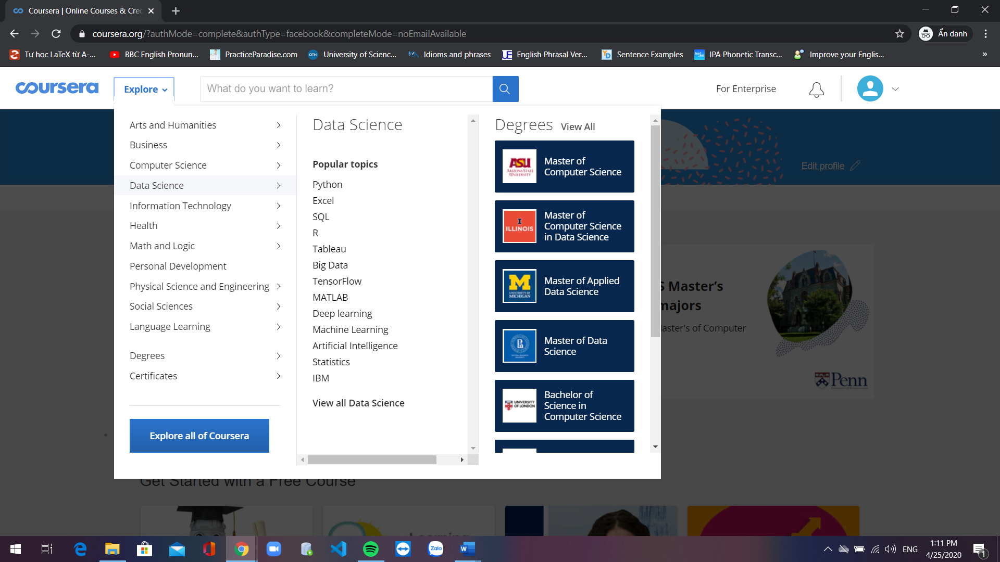 Coursera | Online Courses & Cred
coursera.org/?authMode=complete&authType=facebook&completeMode=noEmailAvailable
Ẩn danh
Tự học LaTeX từ A-...
BBC English Pronun...
PracticeParadise.com
OTH
University of Scienc...
Idioms and phrases
UE
English Phrasal Ver...
YD
Sentence Examples
IPA Phonetic Transc...
Improve your Englis...
»
coursera
Explore
What do you want to learn?
For Enterprise
Edit profile
Arts and Humanities
Business
Computer Science
Data Science
Information Technology
Health
Math and Logic
Personal Development
Physical Science and Engineering
Social Sciences
Language Learning
Degrees
Certificates
Explore all of Coursera
Data Science
Popular topics
Python
Excel
SQL
R
Tableau
Big Data
TensorFlow
MATLAB
Deep learning
Machine Learning
Artificial Intelligence
Statistics
IBM
View all Data Science
Degrees View All
ASU
ARIZONA STATE
UNIVERSITY
Master of
Computer Science
I
ILLINOIS
Master of
Computer Science
in Data Science
M
UNIVERSITY OF
MICHIGAN
Master of Applied
Data Science
Master of Data
Science
UNIVERSITY
OF LONDON
Bachelor of
Science in
Computer Science
S Master’s
majors
Master's of Computer
Penn
Get Started with a Free Course
Learning
Zalo
W
ENG
1:11 PM
4/25/2020
1